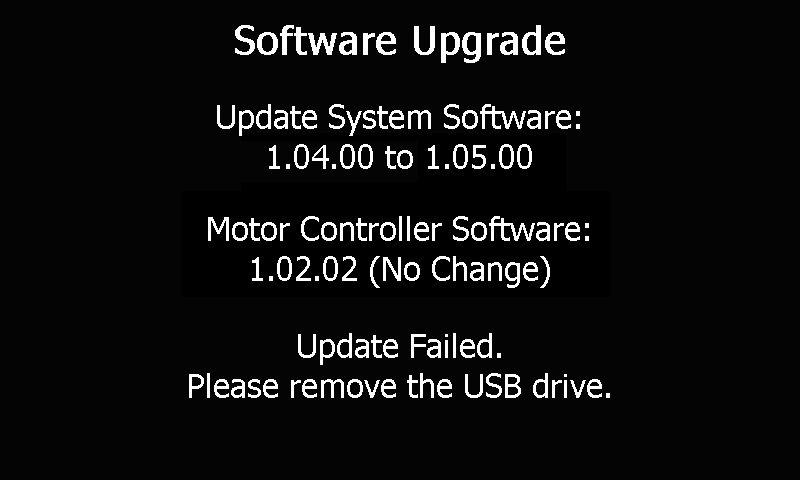 Software Upgrade
Update System Software:
1.04.00 to 1.05.00
Motor Controller Software:
1.02.02 (No Change)
Update Failed.
Please remove the USB drive.